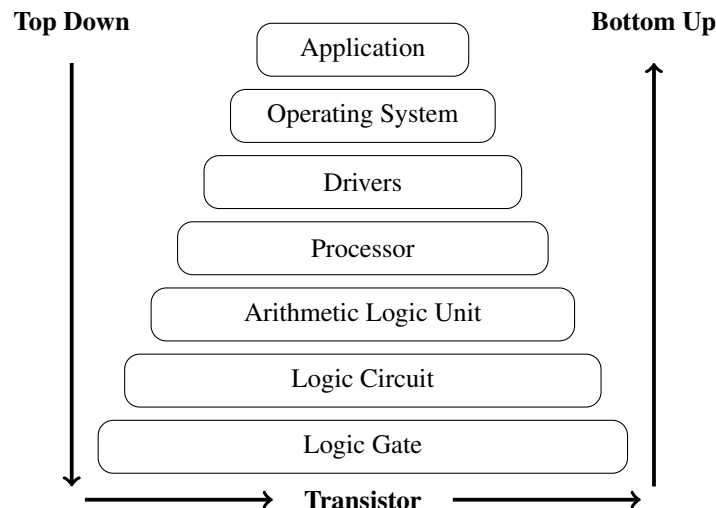 Top Down
Bottom Up
Application
Operating System
Drivers
Processor
Arithmetic Logic Unit
Logic Circuit
Logic Gate
Transistor